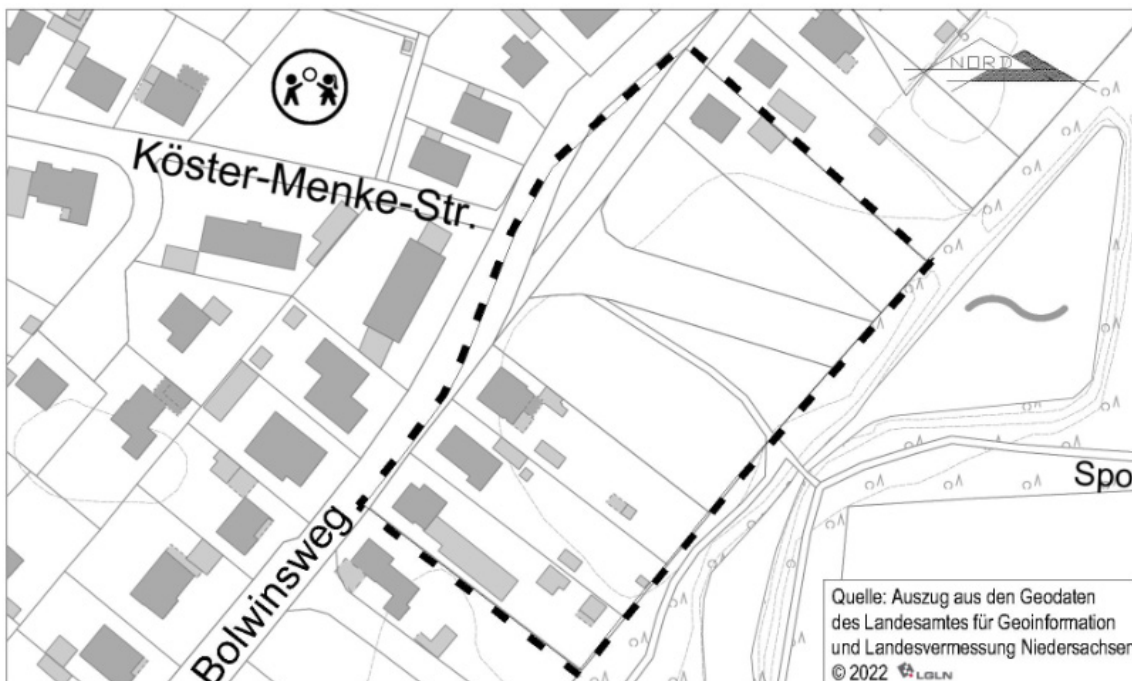 NORD
Köster-Menke-Str.
Bolwinsweg
Spo
Quelle: Auszug aus den Geodaten
des Landesamtes für Geoinformation
und Landesvermessung Niedersachsen
© 2022 LGLN